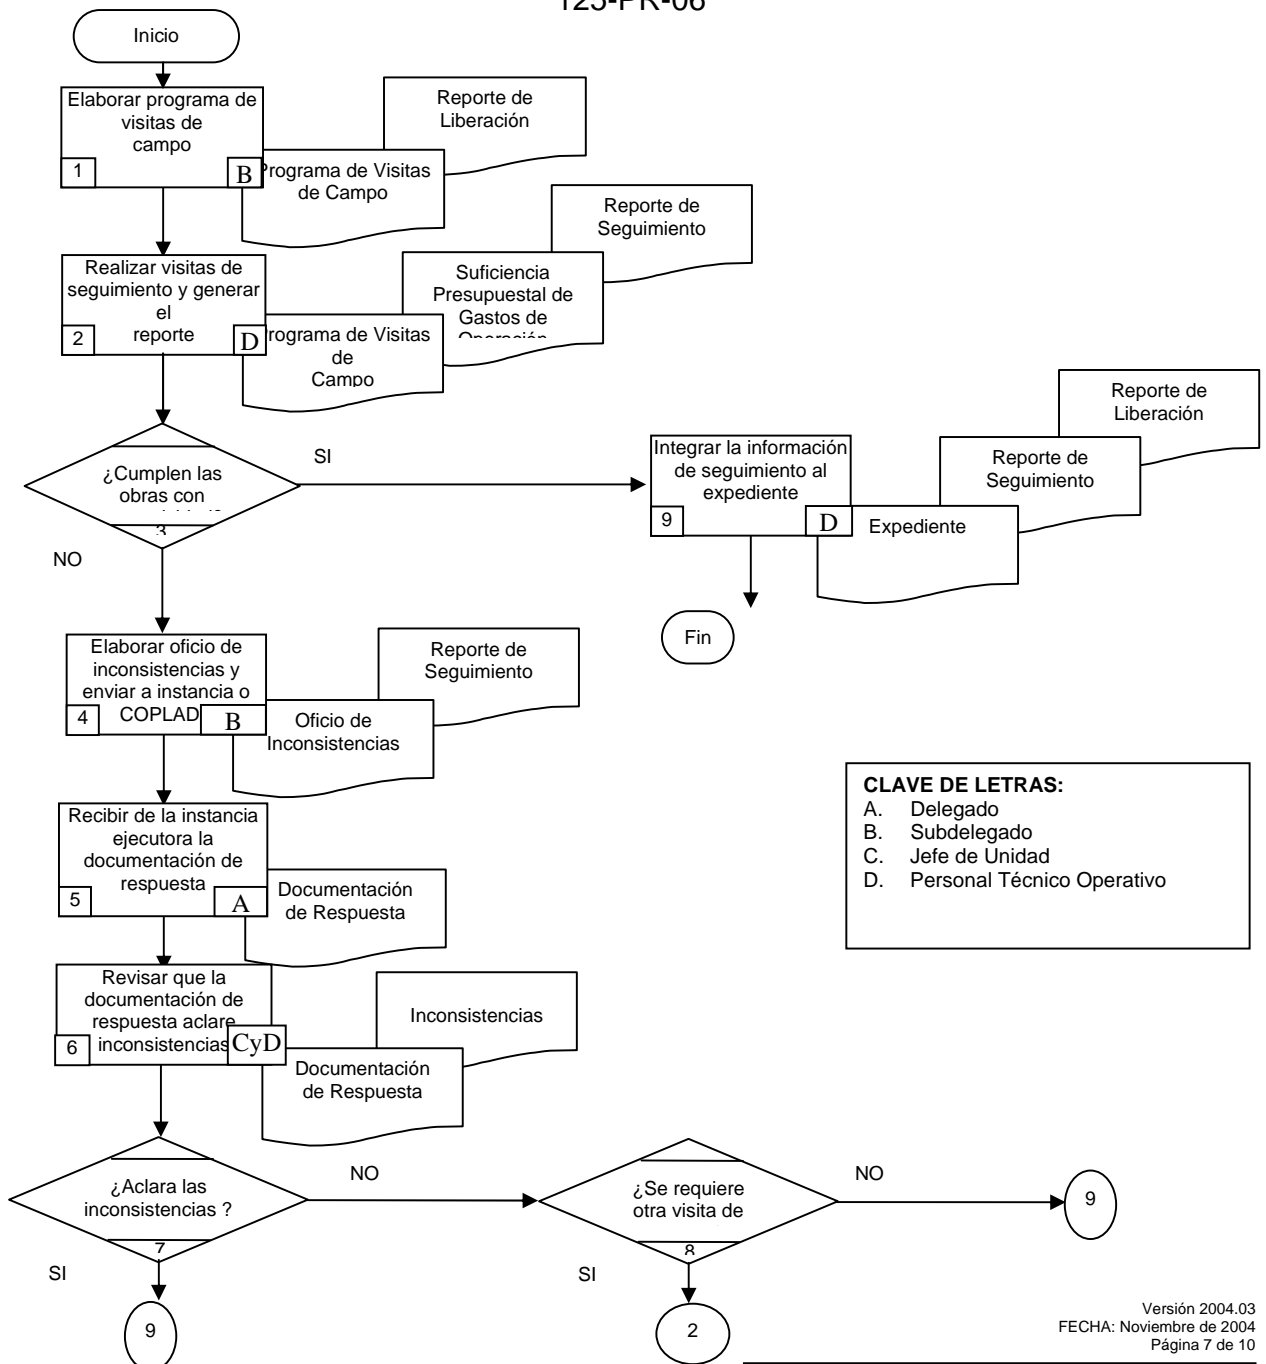 125-PR-06
Inicio
Elaborar programa de
visitas de
campo
1
B
Reporte de
Liberación
Programa de Visitas
de Campo
Realizar visitas de
seguimiento y generar
el
reporte
2
D
Reporte de
Seguimiento
Suficiencia
Presupuestal de
Gastos de
Operación
Programa de Visitas
de
Campo
¿Cumplen las
obras con
3
SI
NO
Integrar la información
de seguimiento al
expediente
9
D
Reporte de
Liberación
Reporte de
Seguimiento
Expediente
Fin
Elaborar oficio de
inconsistencias y
enviar a instancia o
COPLAD
4
B
Reporte de
Seguimiento
Oficio de
Inconsistencias
Recibir de la instancia
ejecutora la
documentación de
respuesta
5
A
Documentación
de Respuesta
CLAVE DE LETRAS:
A. Delegado
B. Subdelegado
C. Jefe de Unidad
D. Personal Técnico Operativo
Revisar que la
documentación de
respuesta aclare
inconsistencias
6
CyD
Inconsistencias
Documentación
de Respuesta
¿Aclara las
inconsistencias ?
7
NO
SI
¿Se requiere
otra visita de
8
NO
SI
9
9
2
Versión 2004.03
FECHA: Noviembre de 2004
Página 7 de 10